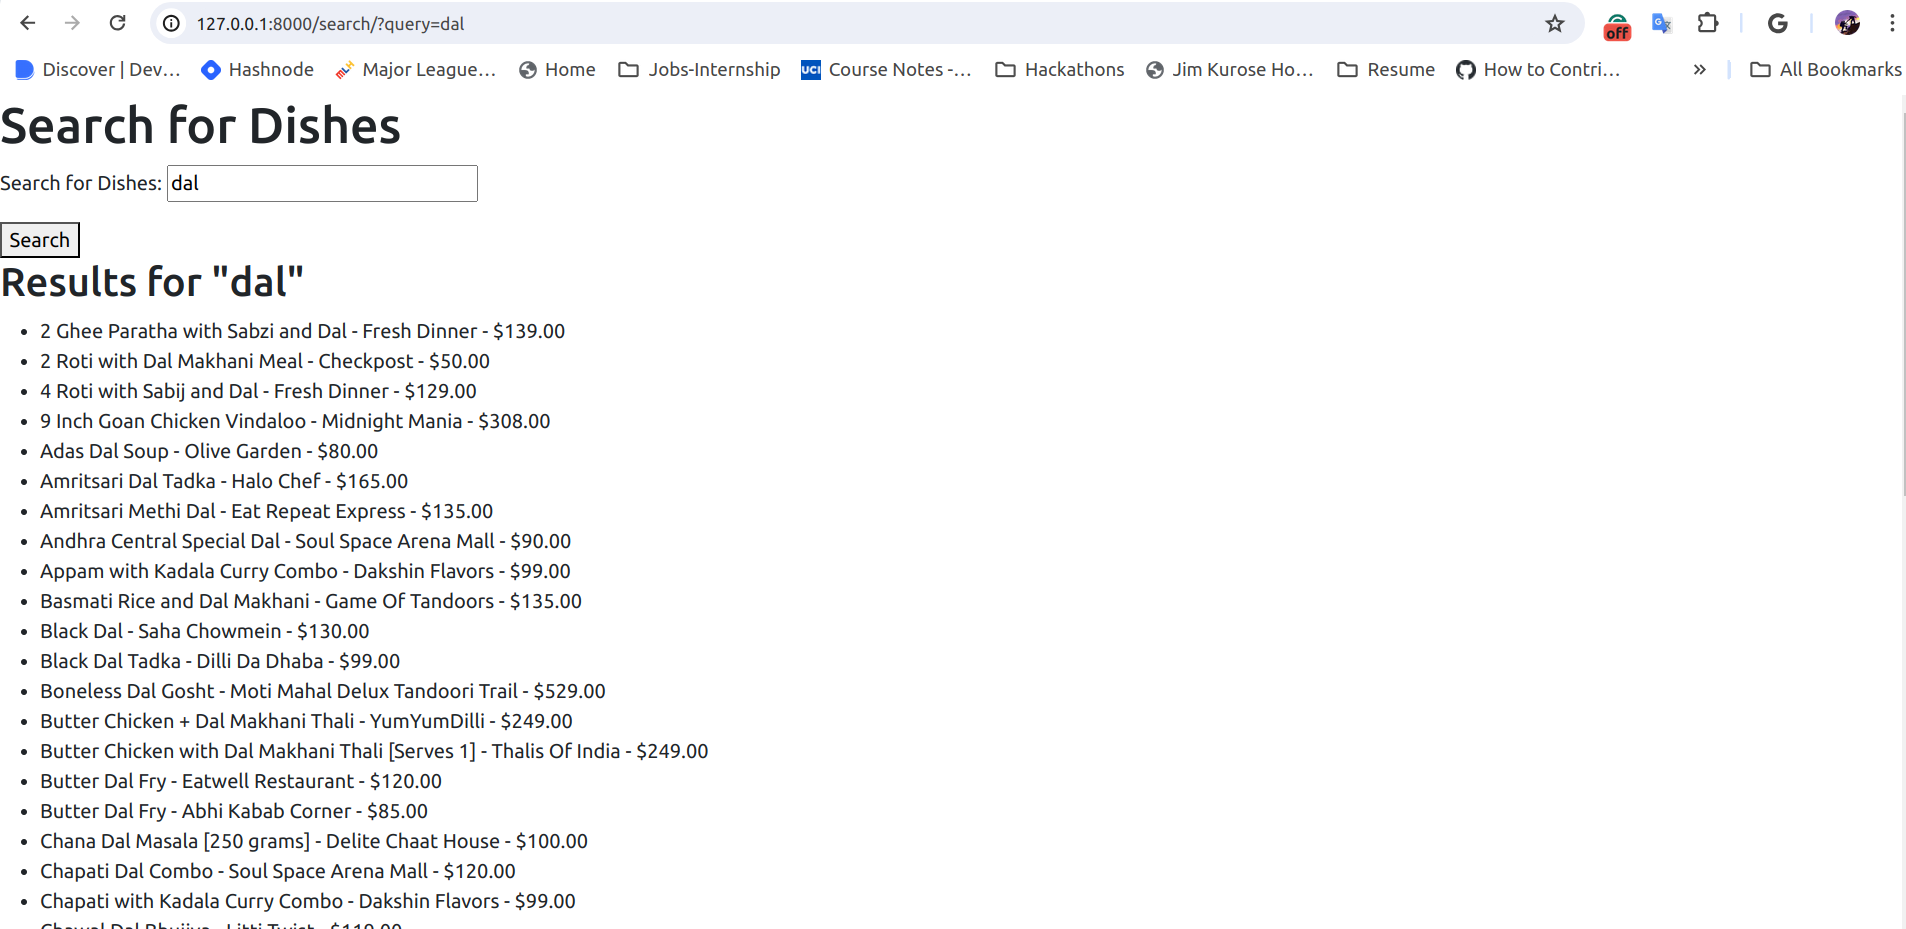 127.0.0.1:8000/search/?query=dal
off
Discover | Dev... Hashnode Major League... Home Jobs-Internship UCI Course Notes -... Hackathons Jim Kurose Ho... Resume How to Contri... » All Bookmarks
Search for Dishes
Search for Dishes: dal
Search
Results for "dal"
• 2 Ghee Paratha with Sabzi and Dal - Fresh Dinner - $139.00
• 2 Roti with Dal Makhani Meal - Checkpost - $50.00
• 4 Roti with Sabij and Dal - Fresh Dinner - $129.00
• 9 Inch Goan Chicken Vindaloo - Midnight Mania - $308.00
• Adas Dal Soup - Olive Garden - $80.00
• Amritsari Dal Tadka - Halo Chef - $165.00
• Amritsari Methi Dal - Eat Repeat Express - $135.00
• Andhra Central Special Dal - Soul Space Arena Mall - $90.00
• Appam with Kadala Curry Combo - Dakshin Flavors - $99.00
• Basmati Rice and Dal Makhani - Game Of Tandoors - $135.00
• Black Dal - Saha Chowmein - $130.00
• Black Dal Tadka - Dilli Da Dhaba - $99.00
• Boneless Dal Gosht - Moti Mahal Delux Tandoori Trail - $529.00
• Butter Chicken + Dal Makhani Thali - YumYumDilli - $249.00
• Butter Chicken with Dal Makhani Thali [Serves 1] - Thalis Of India - $249.00
• Butter Dal Fry - Eatwell Restaurant - $120.00
• Butter Dal Fry - Abhi Kabab Corner - $85.00
• Chana Dal Masala [250 grams] - Delite Chaat House - $100.00
• Chapati Dal Combo - Soul Space Arena Mall - $120.00
• Chapati with Kadala Curry Combo - Dakshin Flavors - $99.00